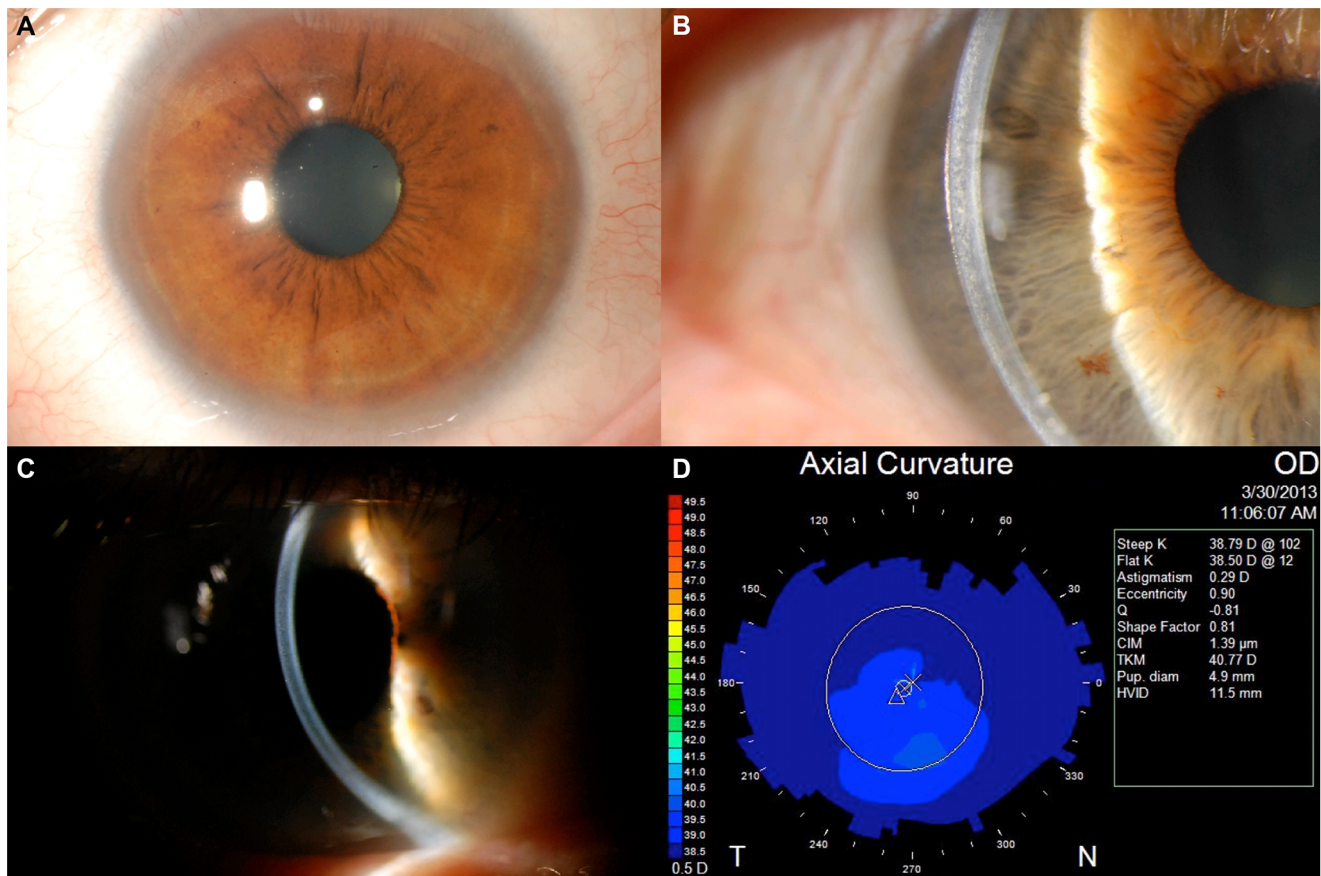 A
B
C
D
Axial Curvature
OD
3/30/2013
11:06:07 AM
49.5
49.0
48.5
48.0
47.5
47.0
46.5
46.0
45.5
45.0
44.5
44.0
43.5
43.0
42.5
42.0
41.5
41.0
40.5
40.0
39.5
39.0
38.5
0.5 D
90
120
60
150
30
180
0
210
330
240
300
270
T
N
Steep K 38.79 D @ 102
Flat K 38.50 D @ 12
Astigmatism 0.29 D
Eccentricity 0.90
Q -0.81
Shape Factor 0.81
CIM 1.39 µm
TKM 40.77 D
Pup. diam 4.9 mm
HVID 11.5 mm